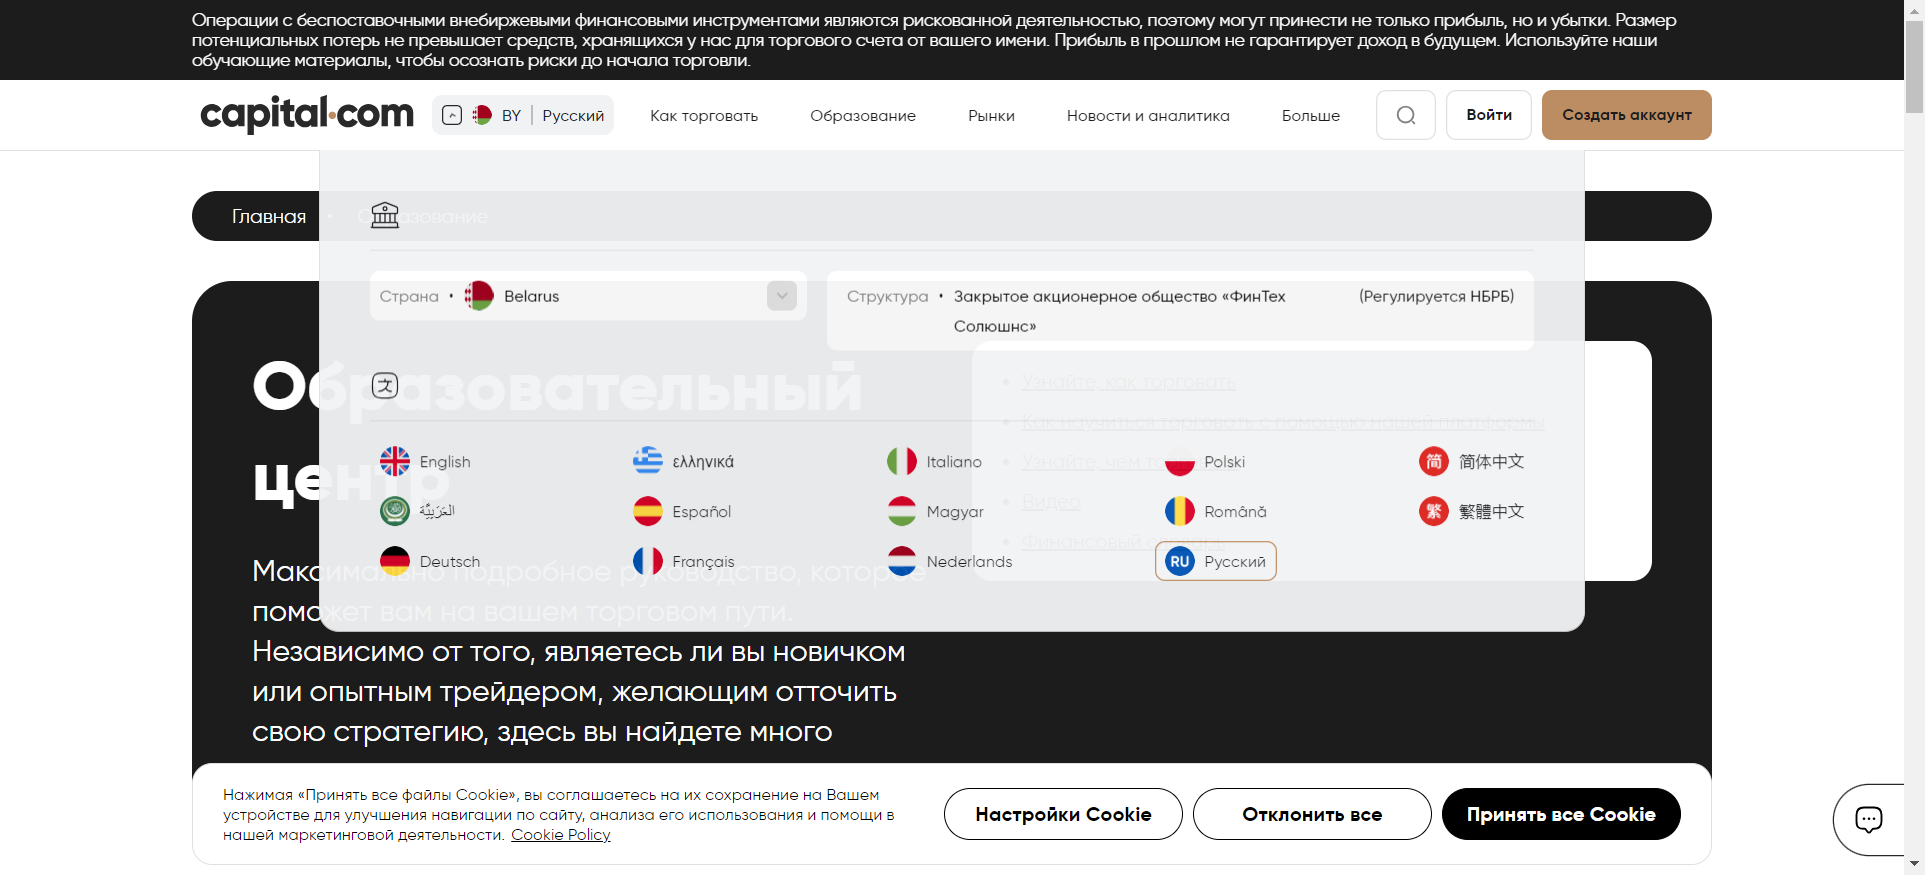 Операции с беспоставочными внебиржевыми финансовыми инструментами являются рискованной деятельностью, поэтому могут принести не только прибыль, но и убытки. Размер
потенциальных потерь не превышает средств, хранящихся у нас для торгового счета от вашего имени. Прибыль в прошлом не гарантирует доход в будущем. Используйте наши
обучающие материалы, чтобы осознать риски до начала торговли.
capital.com
BY | Русский
Как торговать
Образование
Рынки
Новости и аналитика
Больше
Войти
Создать аккаунт
Главная
Образование
Страна • Belarus
Структура • Закрытое акционерное общество «ФинТех
Солюшнс»
(Регулируется НБРБ)
Образовательный
центр
Узнайте, как торговать
Как научиться торговать с помощью нашей платформы
Узнайте, чем
Видео
Финансовый словарь
English
ελληνικά
Italiano
Polski
简 简体中文
العَرَبِيَّة
Español
Magyar
Română
繁 繁體中文
Deutsch
Français
Nederlands
RU Русский
Максимально подробное руководство, которое
поможет вам на вашем торговом пути.
Независимо от того, являетесь ли вы новичком
или опытным трейдером, желающим отточить
свою стратегию, здесь вы найдете много
Нажимая «Принять все файлы Cookie», вы соглашаетесь на их сохранение на Вашем
устройстве для улучшения навигации по сайту, анализа его использования и помощи в
нашей маркетинговой деятельности. Cookie Policy
Настройки Cookie
Отклонить все
Принять все Cookie